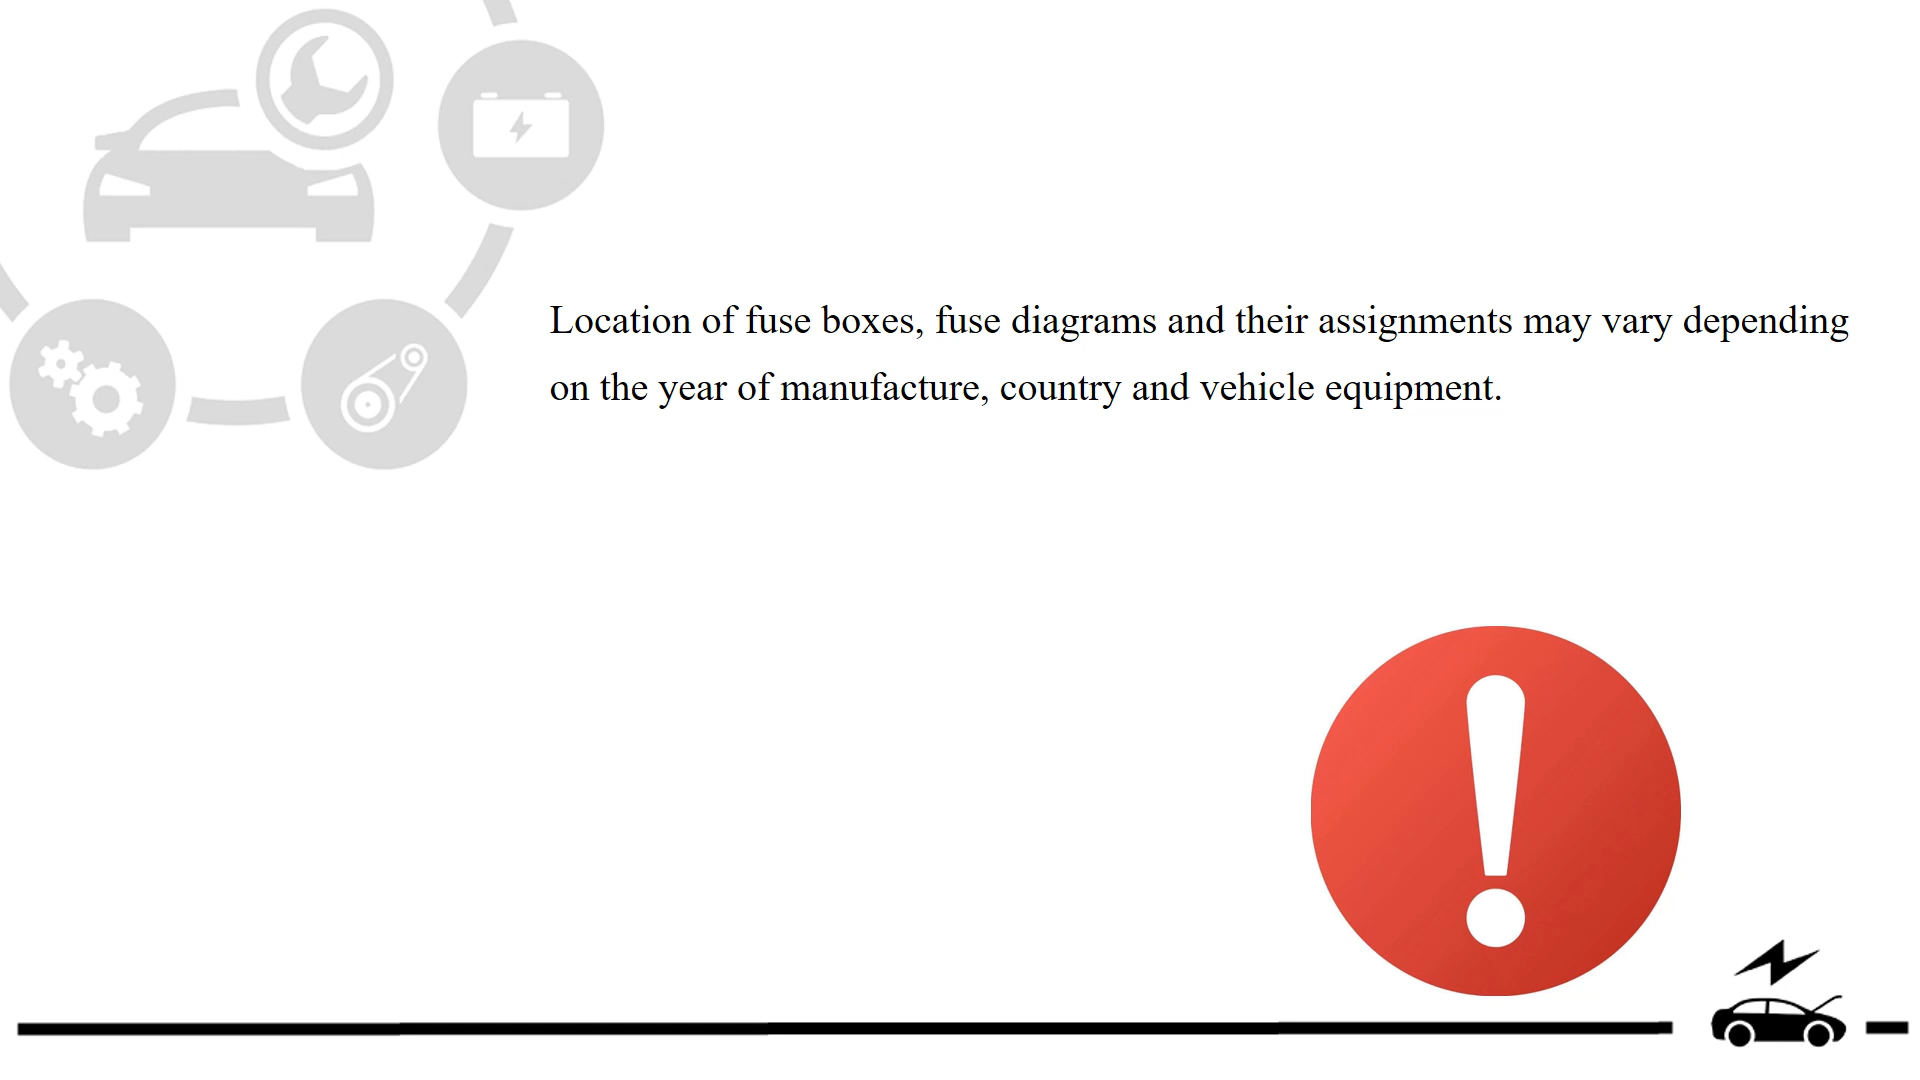 Location of fuse boxes, fuse diagrams and their assignments may vary depending
on the year of manufacture, country and vehicle equipment.